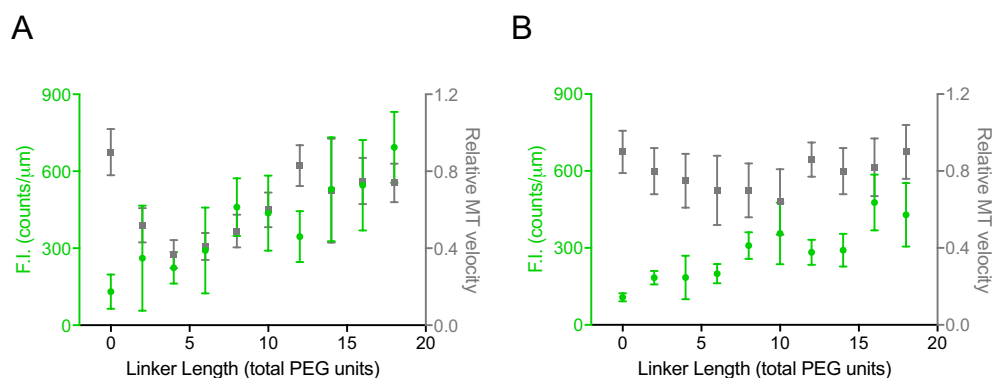 A
B
900
600
300
0
F.I. (counts/µm)
1.2
0.8
0.4
0.0
Relative MT
velocity
0 5 10 15 20
Linker Length (total PEG units)
900
600
300
0
F.I. (counts/µm)
1.2
0.8
0.4
0.0
Relative MT
velocity
0 5 10 15 20
Linker Length (total PEG units)